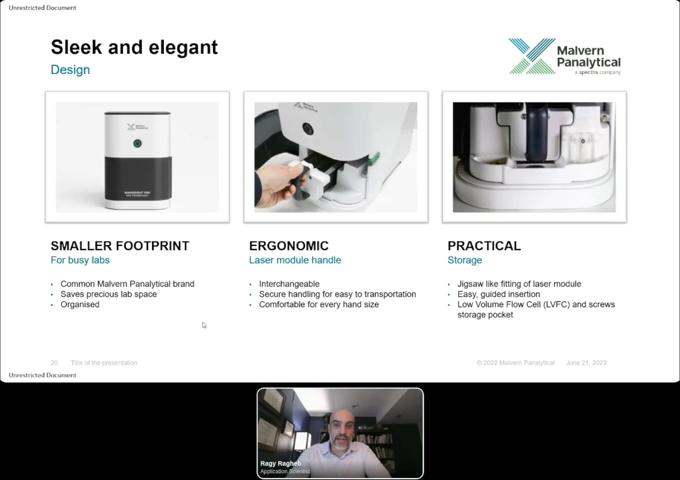 Unrestricted Document
Sleek and elegant
Design
Malvern
Panalytical
a spectris company
SMALLER FOOTPRINT
For busy labs
Common Malvern Panalytical brand
Saves precious lab space
Organised
ERGONOMIC
Laser module handle
Interchangeable
Secure handling for easy to transportation
Comfortable for every hand size
PRACTICAL
Storage
Jigsaw like fitting of laser module
Easy, guided insertion
Low Volume Flow Cell (LVFC) and screws
storage pocket
20 Title of the presentation
© 2022 Malvern Panalytical June 21, 2023
Unrestricted Document
Ragy Ragheb
Application Scientist